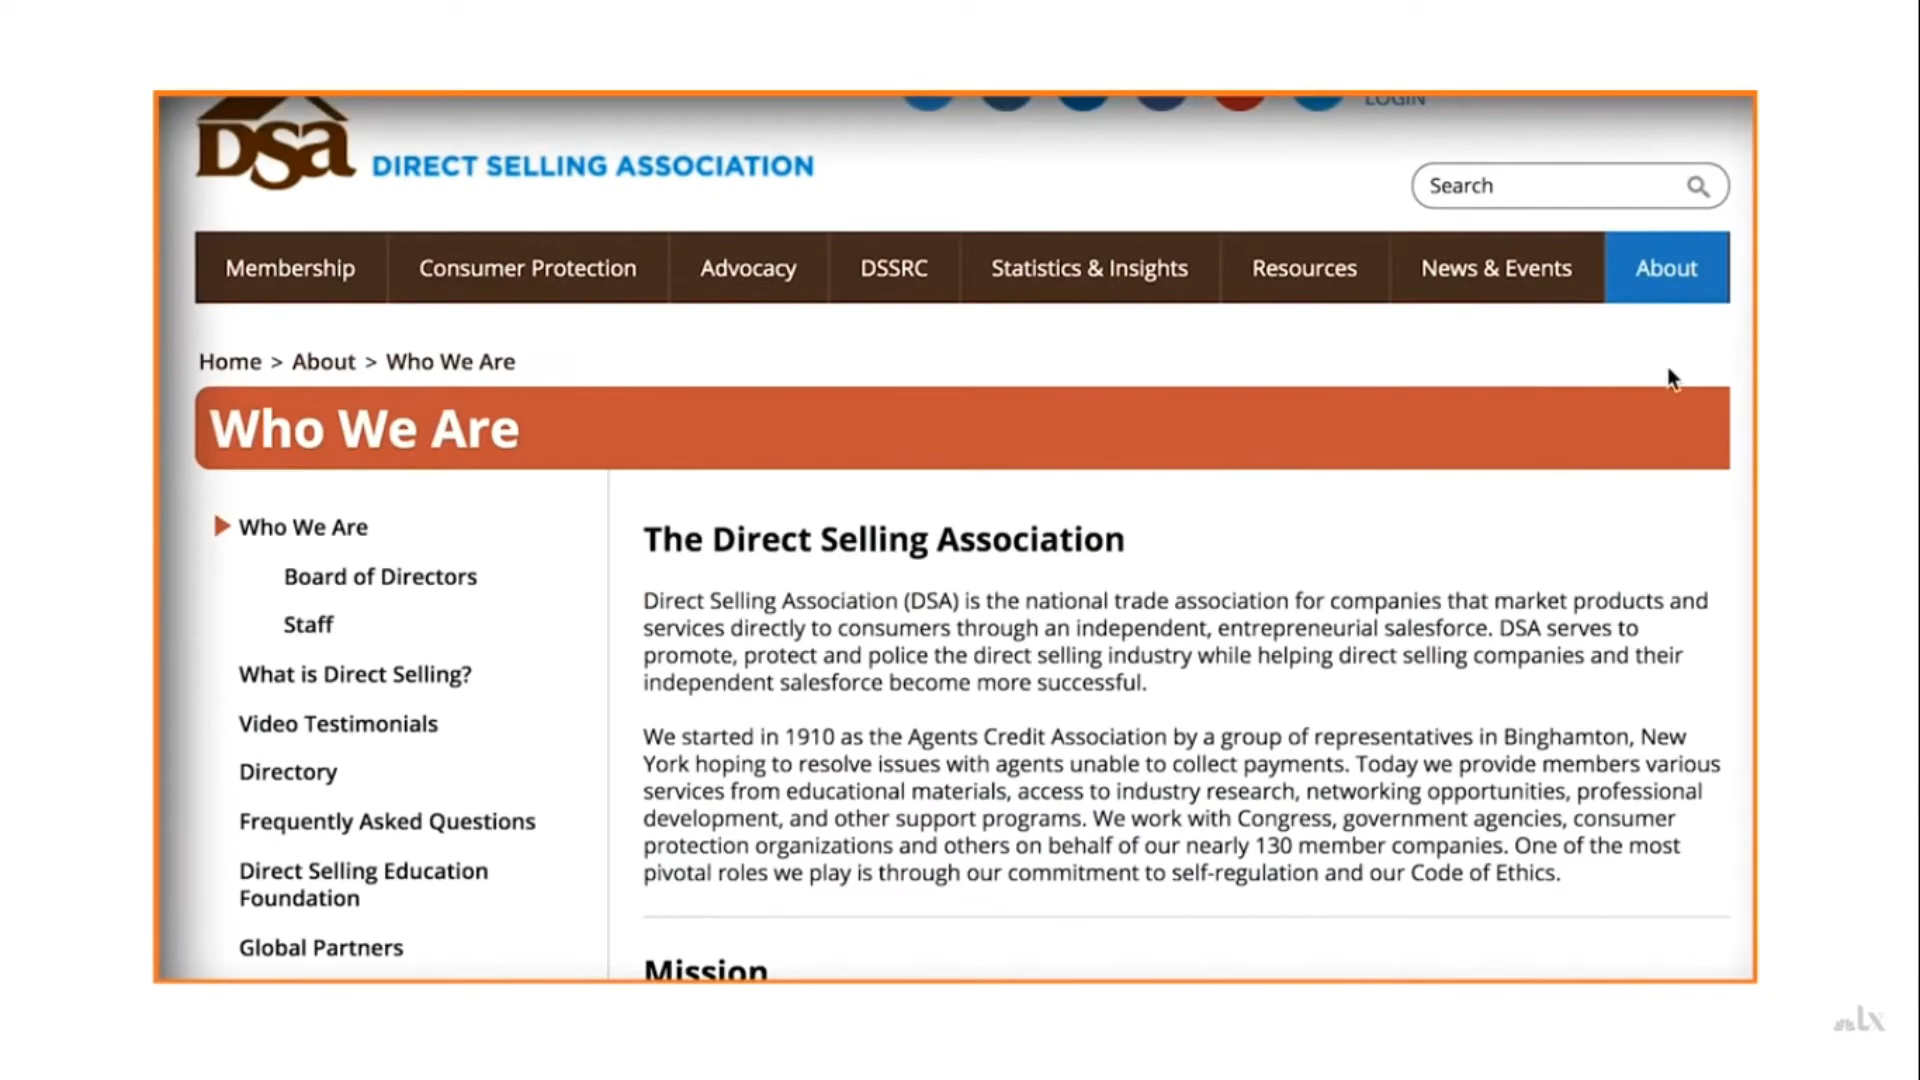 LOGIN
DSa DIRECT SELLING ASSOCIATION
Search
Membership Consumer Protection Advocacy DSSRC Statistics & Insights Resources News & Events About
Home > About > Who We Are
Who We Are
Who We Are
Board of Directors
Staff
What is Direct Selling?
Video Testimonials
Directory
Frequently Asked Questions
Direct Selling Education
Foundation
Global Partners
The Direct Selling Association
Direct Selling Association (DSA) is the national trade association for companies that market products and
services directly to consumers through an independent, entrepreneurial salesforce. DSA serves to
promote, protect and police the direct selling industry while helping direct selling companies and their
independent salesforce become more successful.
We started in 1910 as the Agents Credit Association by a group of representatives in Binghamton, New
York hoping to resolve issues with agents unable to collect payments. Today we provide members various
services from educational materials, access to industry research, networking opportunities, professional
development, and other support programs. We work with Congress, government agencies, consumer
protection organizations and others on behalf of our nearly 130 member companies. One of the most
pivotal roles we play is through our commitment to self-regulation and our Code of Ethics.
Mission
lx